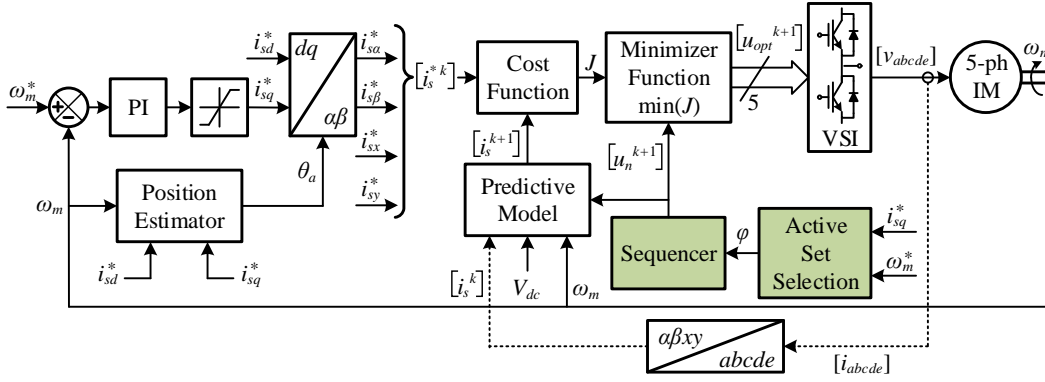 ω*m
+
−
PI
i*sd
i*sq
dq
αβ
i*sα
i*sβ
i*sx
i*sy
θa
ωm
Position
Estimator
i*sd
i*sq
[i*s k]
Cost
Function
J
Minimizer
Function
min(J)
[uopt k+1]
5
VSI
[vabcde]
5-ph
IM
ωm
[is k+1]
[un k+1]
Predictive
Model
Sequencer
φ
Active
Set
Selection
i*sq
ω*m
[is k]
Vdc
ωm
αβxy
abcde
[iabcde]